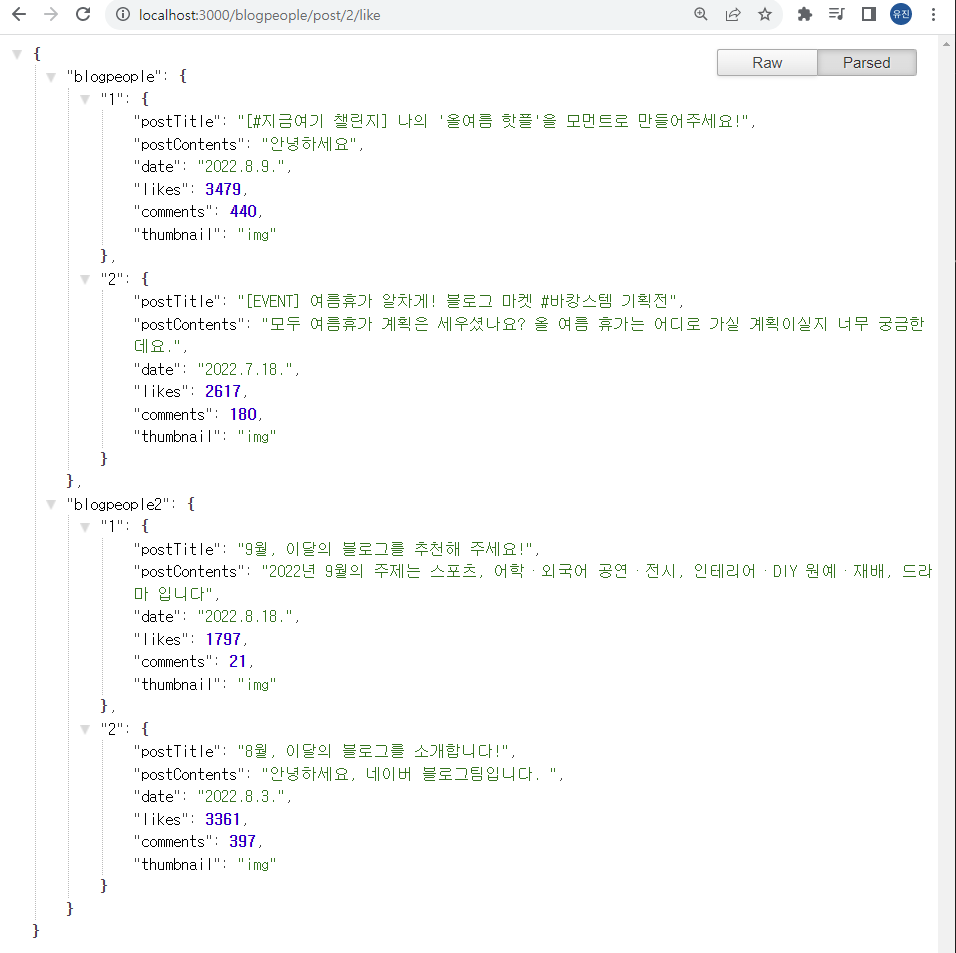 localhost:3000/blogpeople/post/2/like
유진
Raw
Parsed
{
"blogpeople": {
"1": {
"postTitle": "[#지금여기 챌린지] 나의 '올여름 핫플'을 모먼트로 만들어주세요!",
"postContents": "안녕하세요",
"date": "2022.8.9.",
"likes": 3479,
"comments": 440,
"thumbnail": "img"
},
"2": {
"postTitle": "[EVENT] 여름휴가 알차게! 블로그 마켓 #바캉스템 기획전",
"postContents": "모두 여름휴가 계획은 세우셨나요? 올 여름 휴가는 어디로 가실 계획이실지 너무 궁금한
데요.",
"date": "2022.7.18.",
"likes": 2617,
"comments": 180,
"thumbnail": "img"
}
},
"blogpeople2": {
"1": {
"postTitle": "9월, 이달의 블로그를 추천해 주세요!",
"postContents": "2022년 9월의 주제는 스포츠, 어학·외국어 공연·전시, 인테리어·DIY 원예·재배, 드라
마 입니다",
"date": "2022.8.18.",
"likes": 1797,
"comments": 21,
"thumbnail": "img"
},
"2": {
"postTitle": "8월, 이달의 블로그를 소개합니다!",
"postContents": "안녕하세요, 네이버 블로그팀입니다. ",
"date": "2022.8.3.",
"likes": 3361,
"comments": 397,
"thumbnail": "img"
}
}
}